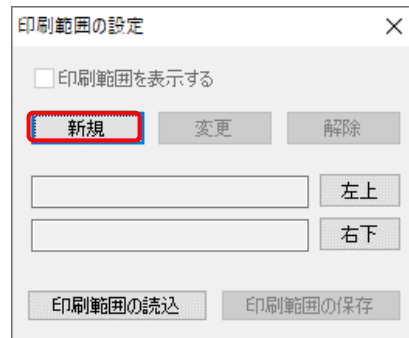 印刷範囲の設定
印刷範囲を表示する
新規 変更 解除
左上
右下
印刷範囲の読込 印刷範囲の保存